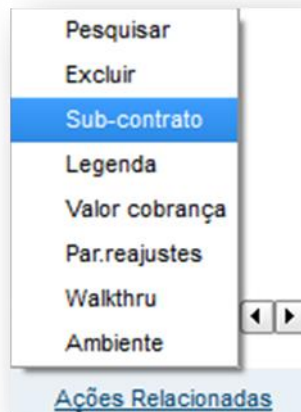 Pesquisar
Excluir
Sub-contrato
Legenda
Valor cobrança
Par.reajustes
Walkthru
Ambiente
Ações Relacionadas